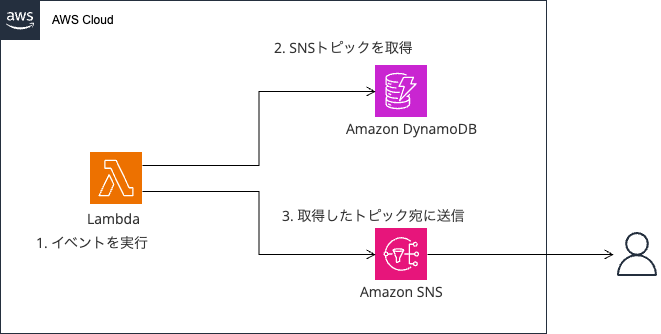 aws
AWS Cloud
2. SNSトピックを取得
Amazon DynamoDB
Lambda
1. イベントを実行
3. 取得したトピック宛に送信
Amazon SNS